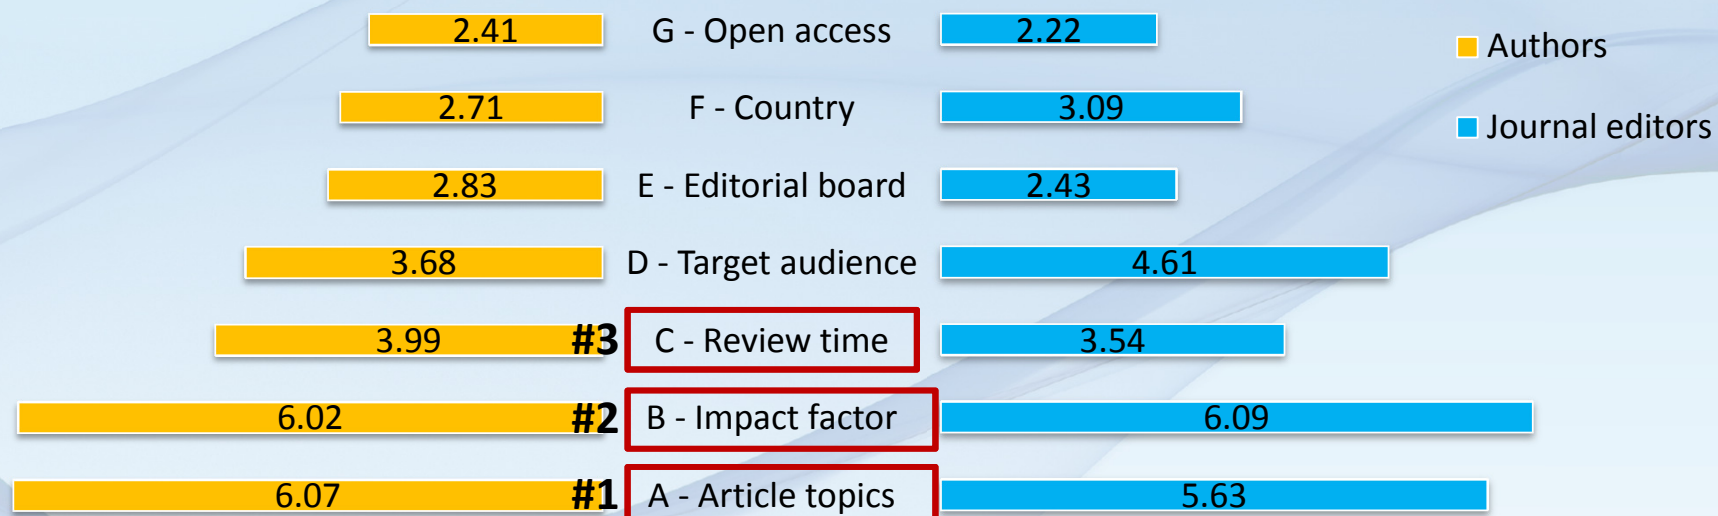 2.41 G - Open access 2.22
Authors
2.71 F - Country 3.09
Journal editors
2.83 E - Editorial board 2.43
3.68 D - Target audience 4.61
3.99 #3 C - Review time 3.54
6.02 #2 B - Impact factor 6.09
6.07 #1 A - Article topics 5.63